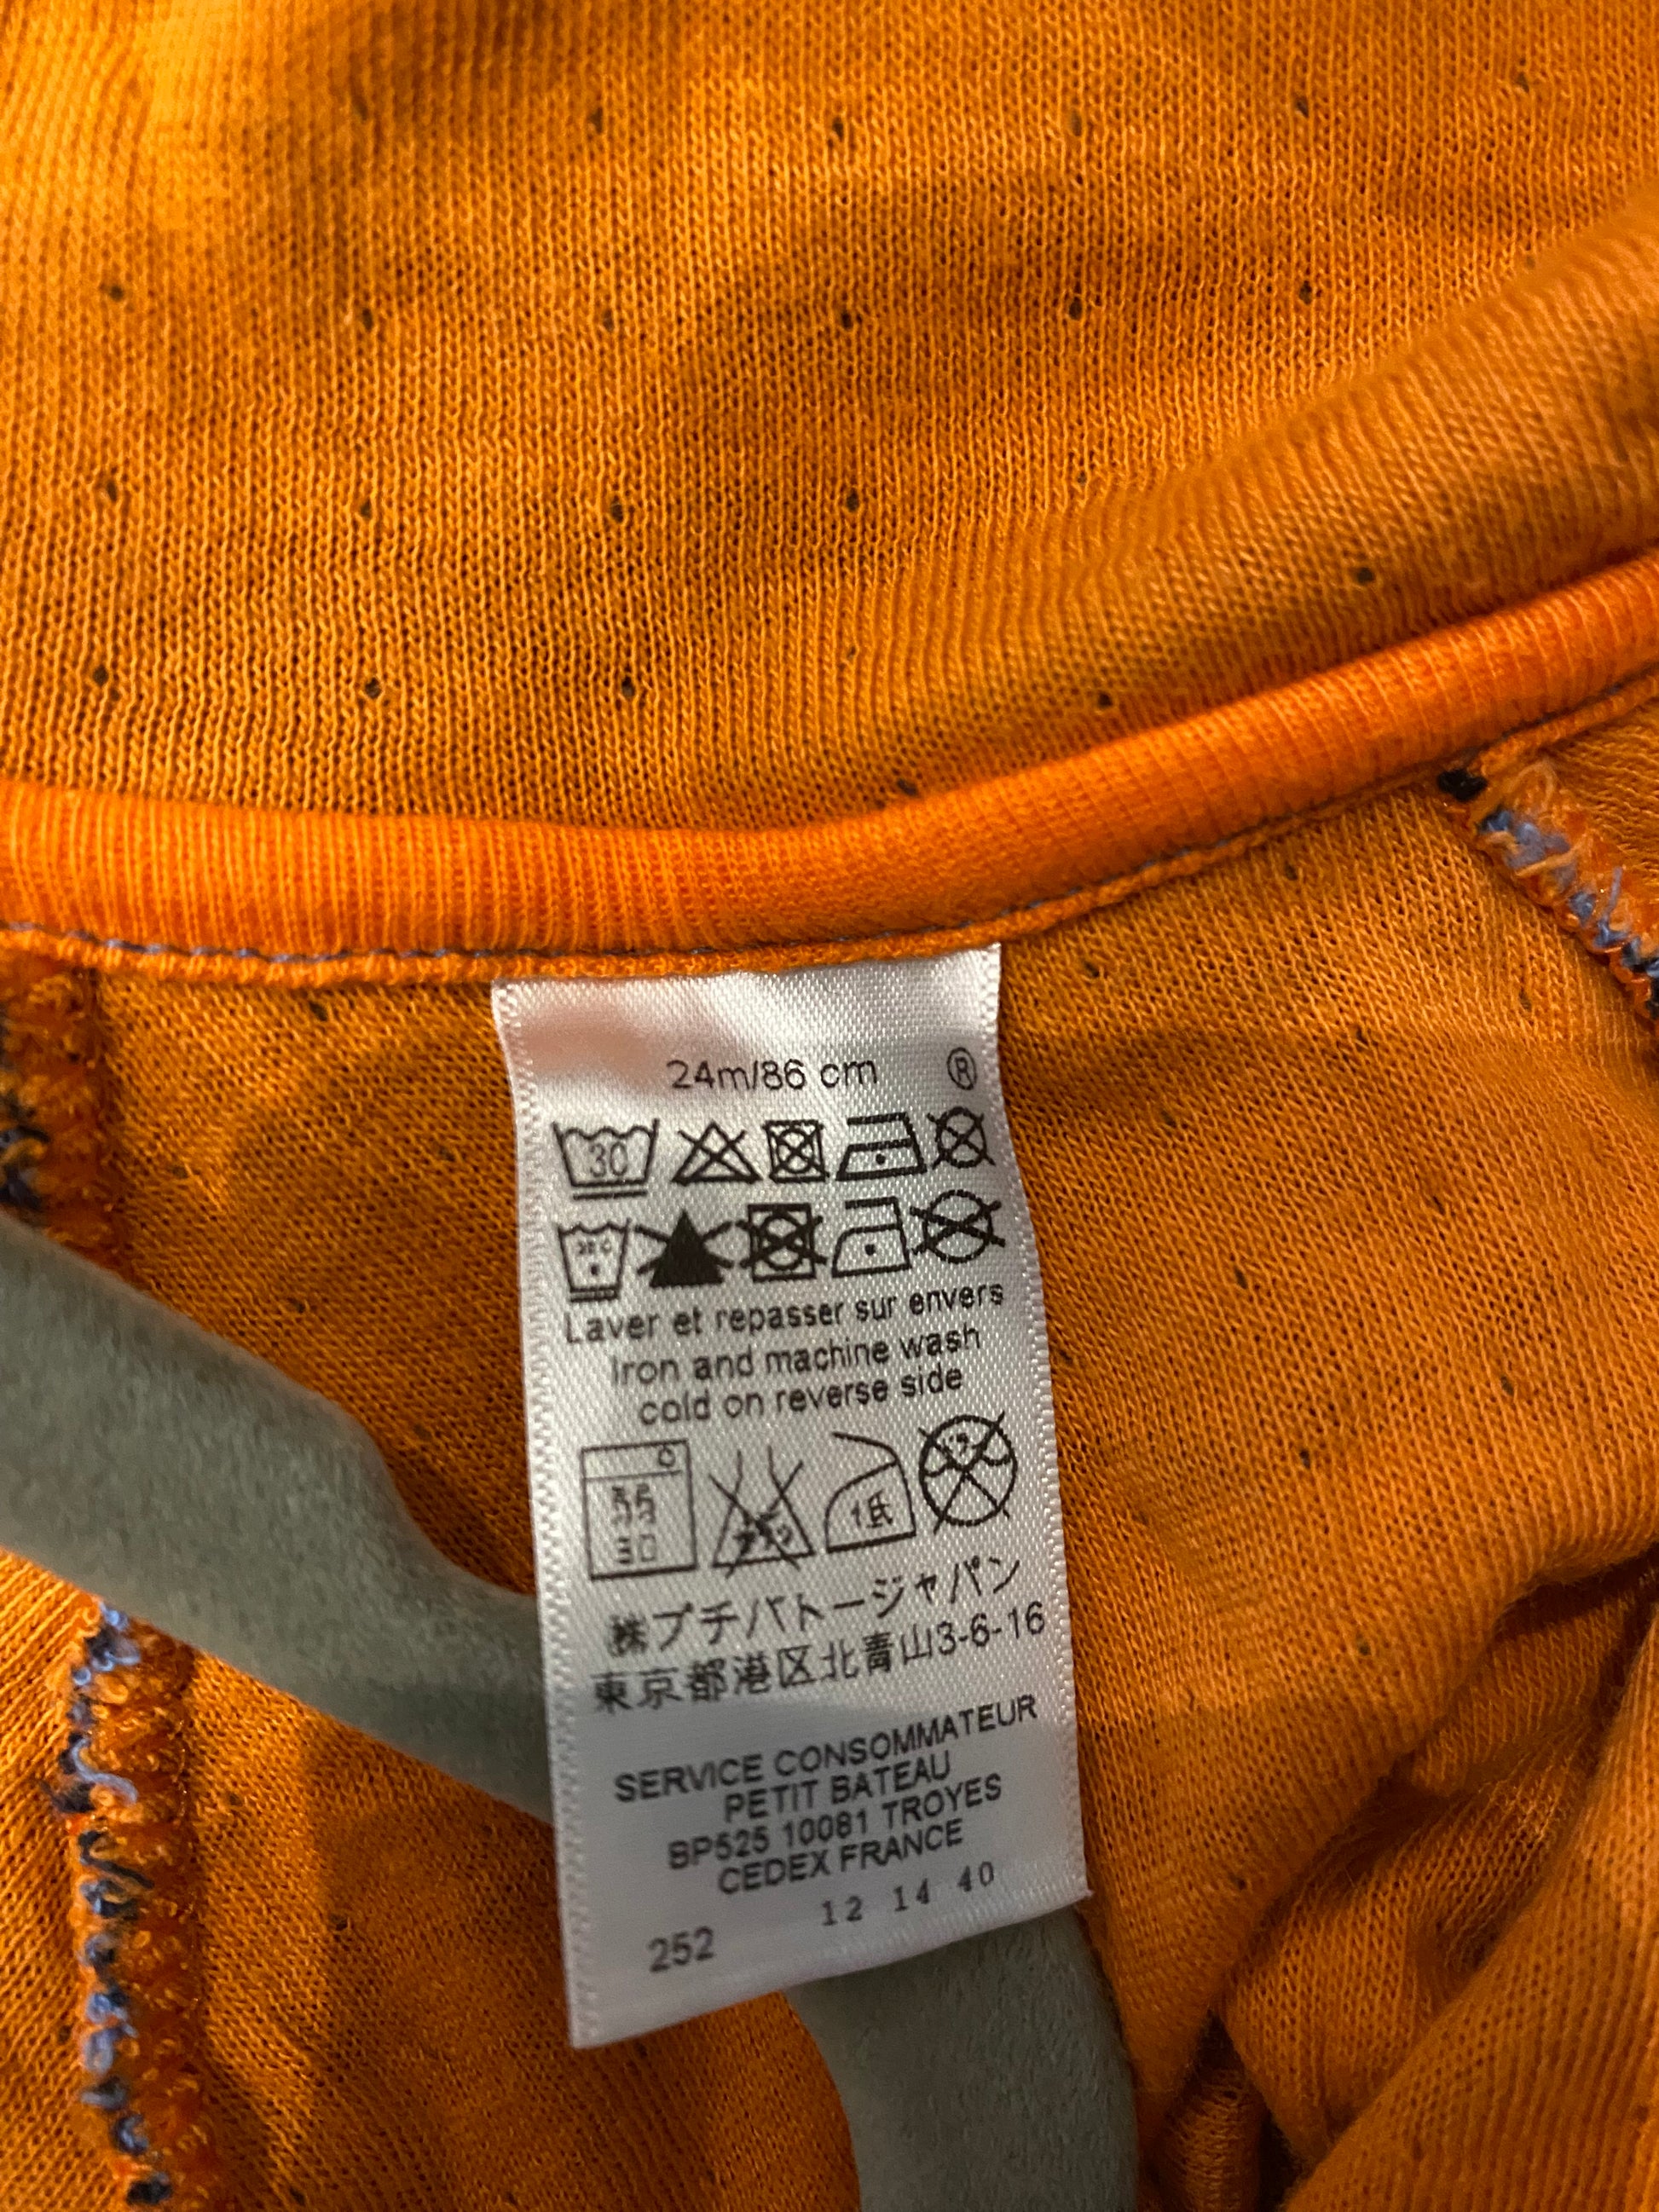 24m/86 cm ®
30
30 C
Laver et repasser sur envers
Iron and machine wash
cold on reverse side
C
弱
30
低
㈱プチバトージャパン
東京都港区北青山3-6-16
SERVICE CONSOMMATEUR
PETIT BATEAU
BP525 10081 TROYES
CEDEX FRANCE
12 14 40
252